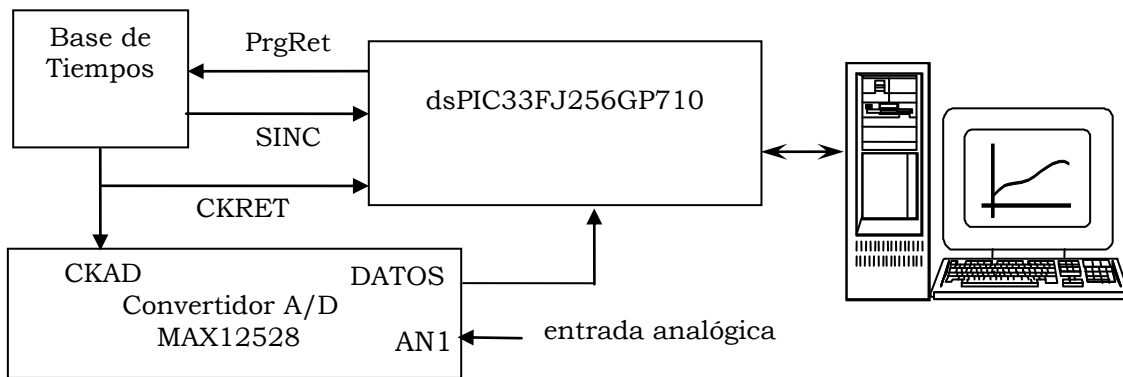 Base de
Tiempos
PrgRet
SINC
CKRET
dsPIC33FJ256GP710
CKAD
DATOS
Convertidor A/D
MAX12528
AN1
entrada analógica